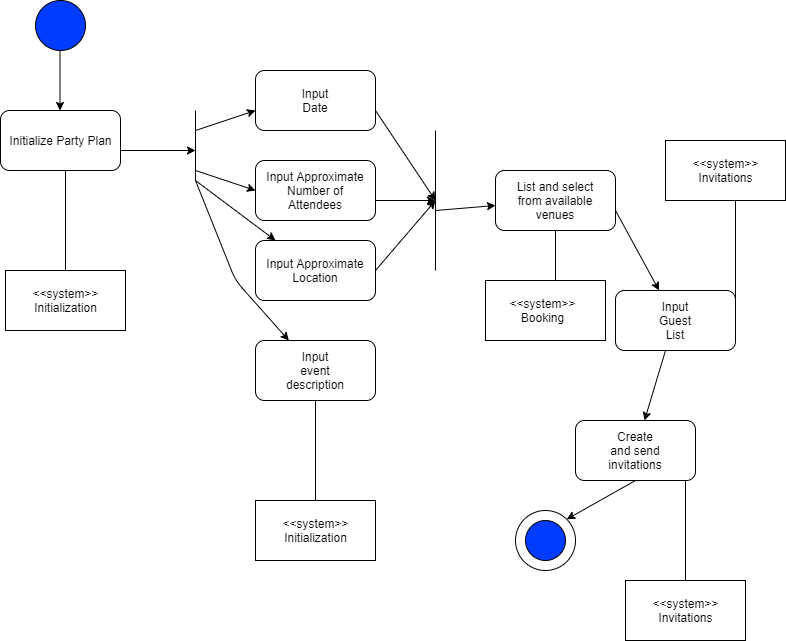 Initialize Party Plan
<<system>>
Initialization
Input
Date
Input Approximate
Number of
Attendees
Input Approximate
Location
Input
event
description
<<system>>
Initialization
List and select
from available
venues
<<system>>
Booking
<<system>>
Invitations
Input
Guest
List
Create
and send
invitations
<<system>>
Invitations